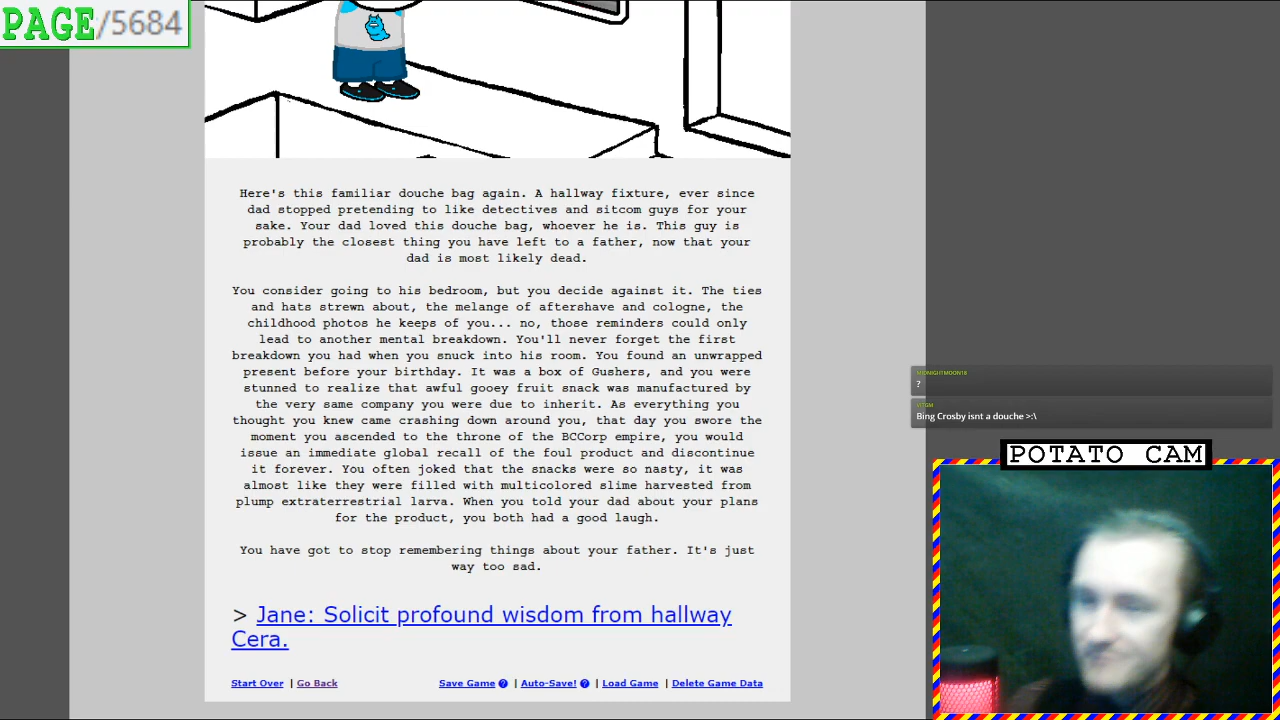 PAGE/5684
Here's this familiar douche bag again. A hallway fixture, ever since
dad stopped pretending to like detectives and sitcom guys for your
sake. Your dad loved this douche bag, whoever he is. This guy is
probably the closest thing you have left to a father, now that your
dad is most likely dead.
You consider going to his bedroom, but you decide against it. The ties
and hats strewn about, the melange of aftershave and cologne, the
childhood photos he keeps of you... no, those reminders could only
lead to another mental breakdown. You'll never forget the first
breakdown you had when you snuck into his room. You found an unwrapped
present before your birthday. It was a box of Gushers, and you were
stunned to realize that awful gooey fruit snack was manufactured by
the very same company you were due to inherit. As everything you
thought you knew came crashing down around you, that day you swore the
moment you ascended to the throne of the BCCorp empire, you would
issue an immediate global recall of the foul product and discontinue
it forever. You often joked that the snacks were so nasty, it was
almost like they were filled with multicolored slime harvested from
plump extraterrestrial larva. When you told your dad about your plans
for the product, you both had a good laugh.
You have got to stop remembering things about your father. It's just
way too sad.
> Jane: Solicit profound wisdom from hallway
Cera.
Start Over | Go Back Save Game ? | Auto-Save! ? | Load Game | Delete Game Data
?
Bing Crosby isnt a douche >:\
POTATO CAM